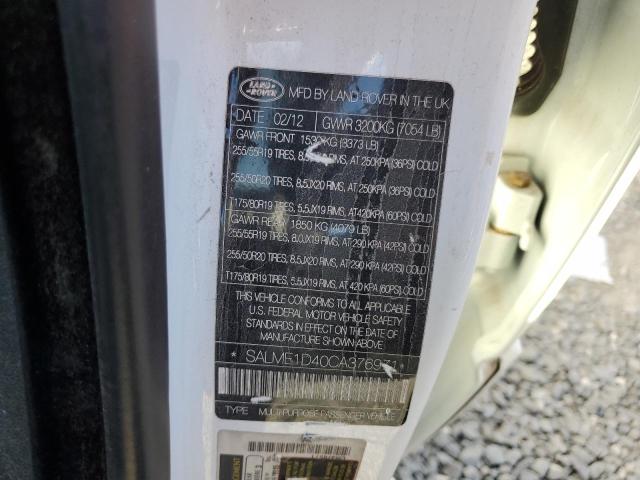 LAND ROVER
MFD BY LAND ROVER IN THE UK
DATE 02/12 GVWR 3200KG (7054 LB)
GAWR FRONT 1530KG (3373 LB)
255/55R19 TIRES, RIMS, AT 250KPA (36PSI) COLD
255/50R20 TIRES, 8.5JX20 RIMS, AT 250KPA (36PSI) COLD
T175/80R19 TIRES, 5.5JX19 RIMS, AT 420KPA (60PSI) COLD
GAWR REAR 1850 KG (4079 LB)
255/55R19 TIRES, 8.0JX19 RIMS, AT 290 KPA (42PSI) COLD
255/50R20 TIRES, 8.5JX20 RIMS, AT 290 KPA (42PSI) COLD
T175/80R19 TIRES, 5.5JX19 RIMS, AT 420 KPA (60PSI) COLD
THIS VEHICLE CONFORMS TO ALL APPLICABLE
U.S. FEDERAL MOTOR VEHICLE SAFETY
STANDARDS IN EFFECT ON THE DATE OF
MANUFACTURE SHOWN ABOVE
* SALME1D40CA376971
TYPE MULTI PURPOSE PASSENGER VEHICLE